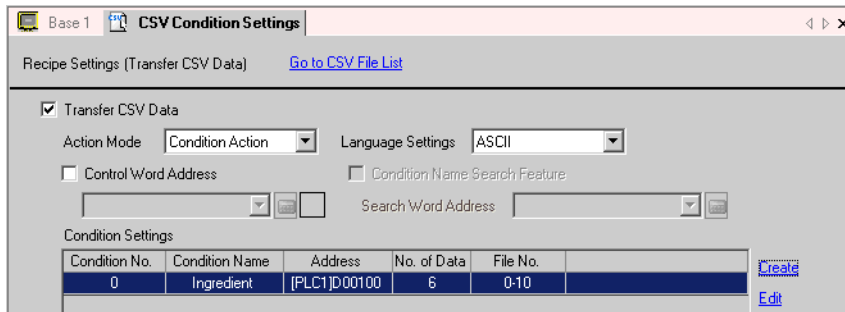 Base 1 CSV CSV Condition Settings
Recipe Settings (Transfer CSV Data) Go to CSV File List
Transfer CSV Data
Action Mode Condition Action Language Settings ASCII
Control Word Address Condition Name Search Feature
Search Word Address
Condition Settings
Condition No. Condition Name Address No. of Data File No.
0 Ingredient [PLC1]D00100 6 0-10
Create
Edit